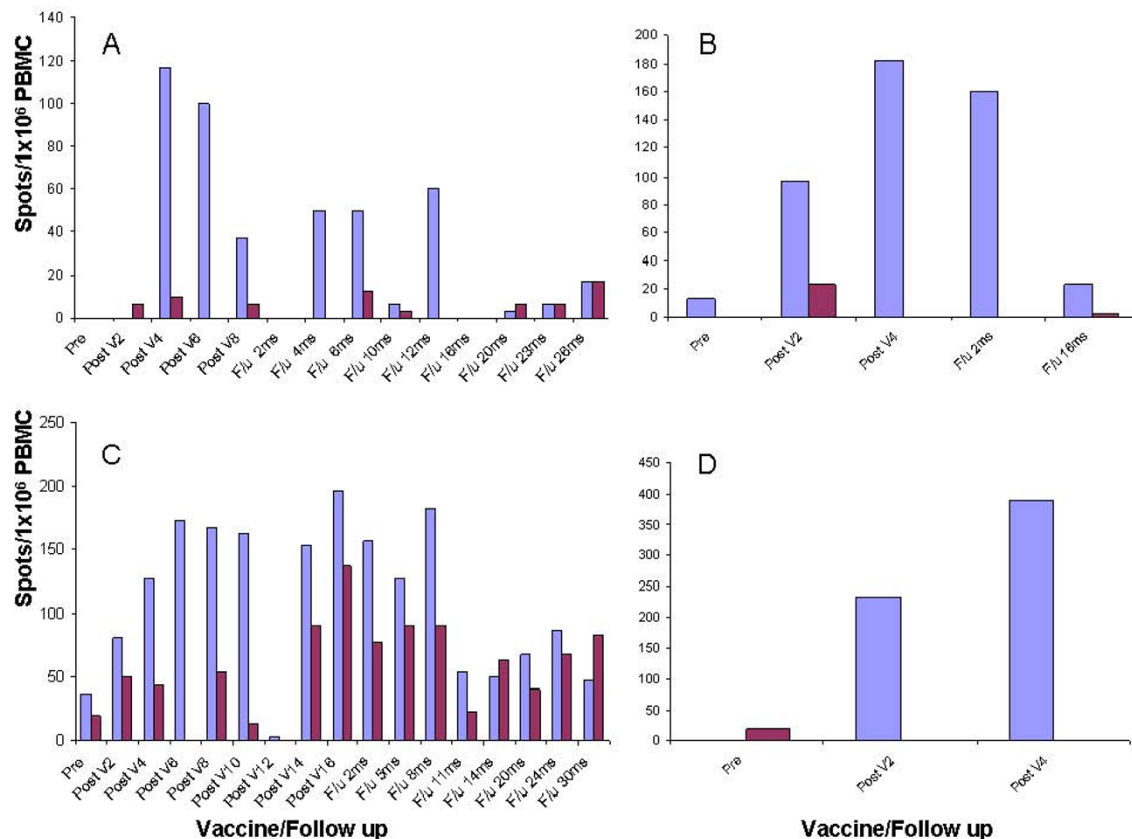 A
Spots/1x10⁶ PBMC
140
120
100
80
60
40
20
0
Pre
Post V2
Post V4
Post V6
Post V8
F/u 2ms
F/u 4ms
F/u 6ms
F/u 10ms
F/u 12ms
F/u 16ms
F/u 20ms
F/u 23ms
F/u 28ms
B
200
180
160
140
120
100
80
60
40
20
0
Pre
Post V2
Post V4
F/u 2ms
F/u 16ms
C
Spots/1x10⁶ PBMC
250
200
150
100
50
0
Pre
Post V2
Post V4
Post V6
Post V8
Post V10
Post V12
Post V14
Post V16
F/u 2ms
F/u 5ms
F/u 8ms
F/u 11ms
F/u 14ms
F/u 20ms
F/u 24ms
F/u 30ms
Vaccine/Follow up
D
450
400
350
300
250
200
150
100
50
0
Pre
Post V2
Post V4
Vaccine/Follow up